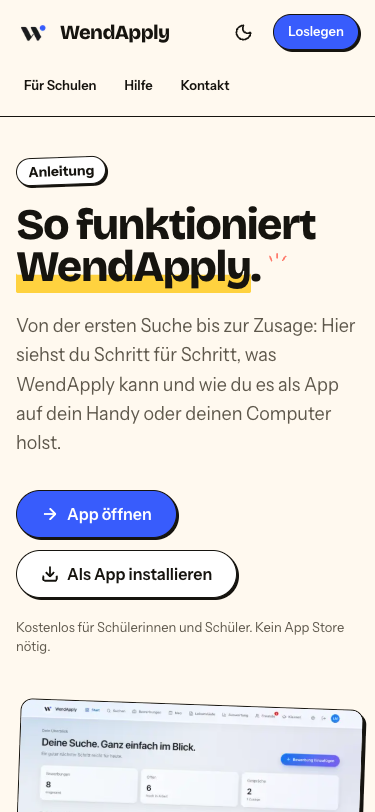 WendApply
Loslegen
Für Schulen Hilfe Kontakt
Anleitung
So funktioniert
WendApply.
Von der ersten Suche bis zur Zusage: Hier
siehst du Schritt für Schritt, was
WendApply kann und wie du es als App
auf dein Handy oder deinen Computer
holst.
App öffnen
Als App installieren
Kostenlos für Schülerinnen und Schüler. Kein App Store
nötig.
WendApply
Deine Suche. Ganz einfach im Blick.
Bewerbung hinzufügen
8
6
2